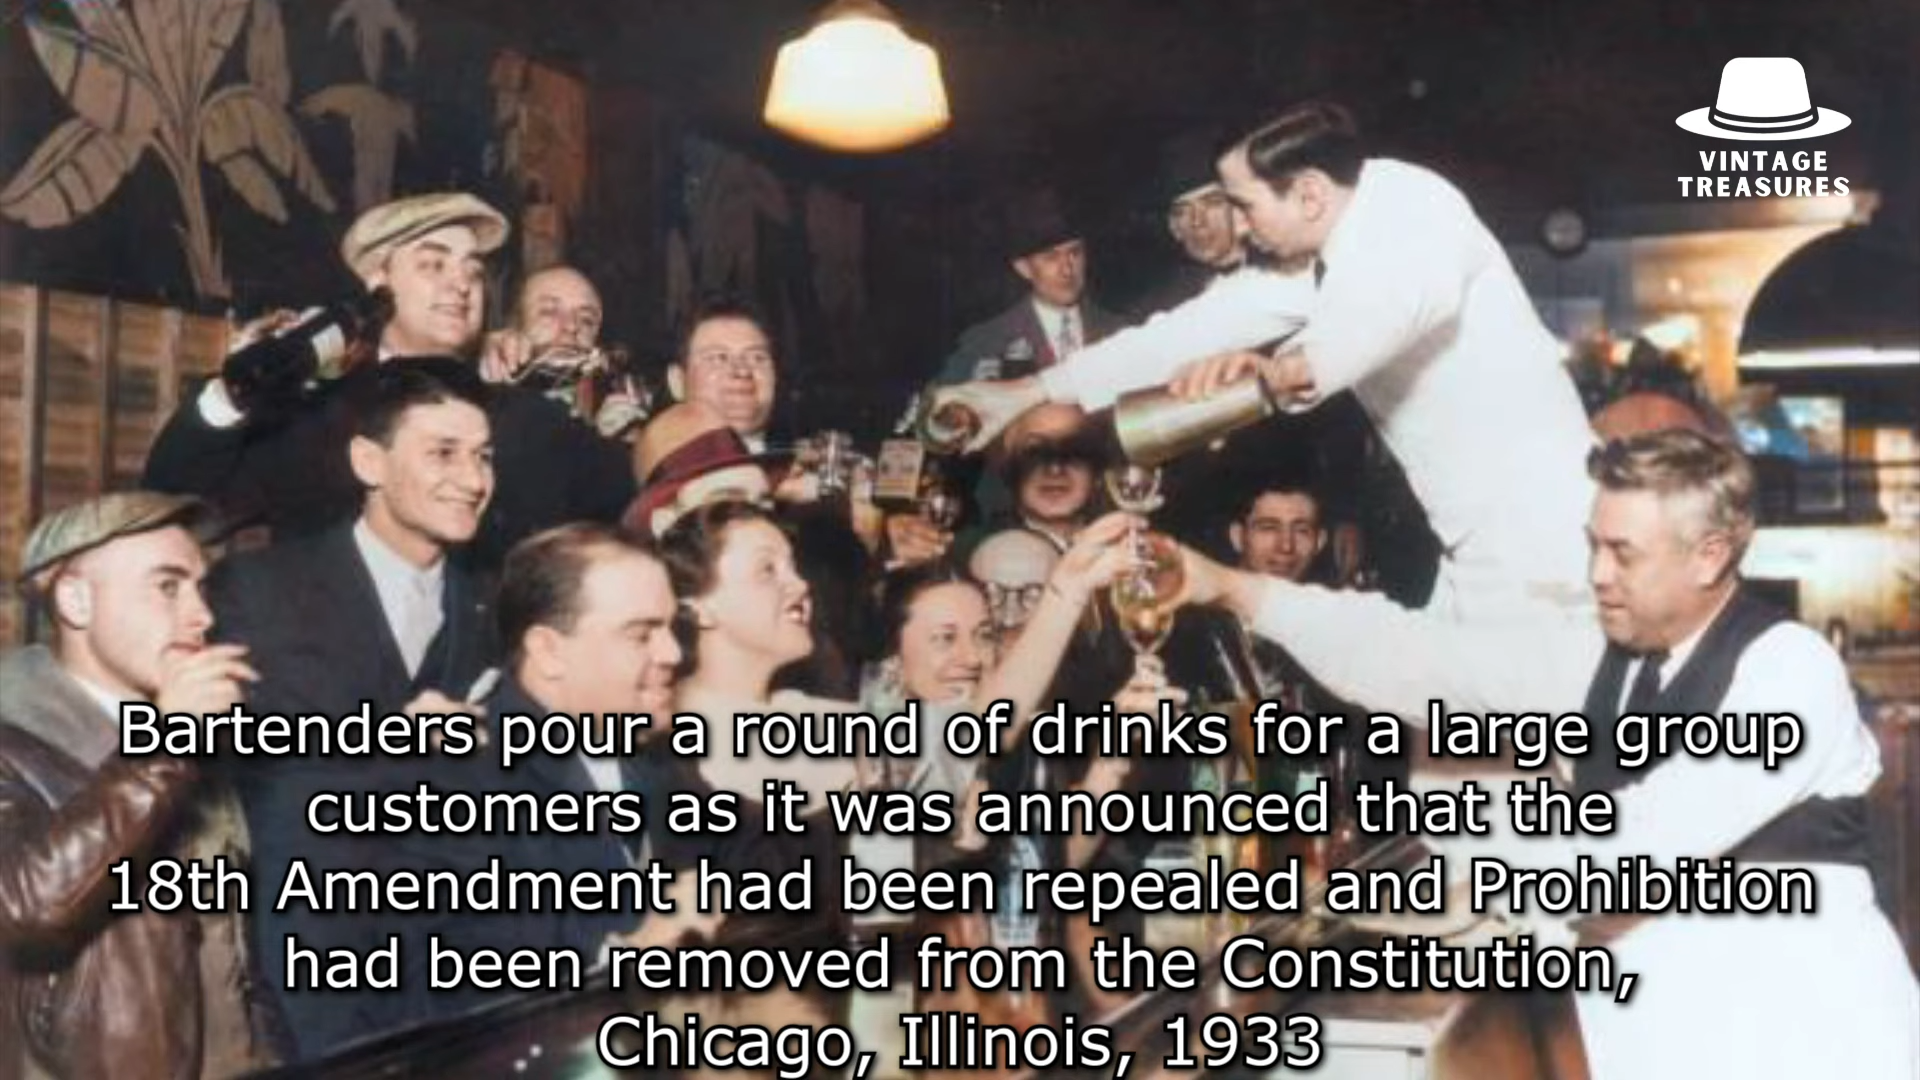 VINTAGE
TREASURES
Bartenders pour a round of drinks for a large group
customers as it was announced that the
18th Amendment had been repealed and Prohibition
had been removed from the Constitution,
Chicago, Illinois, 1933